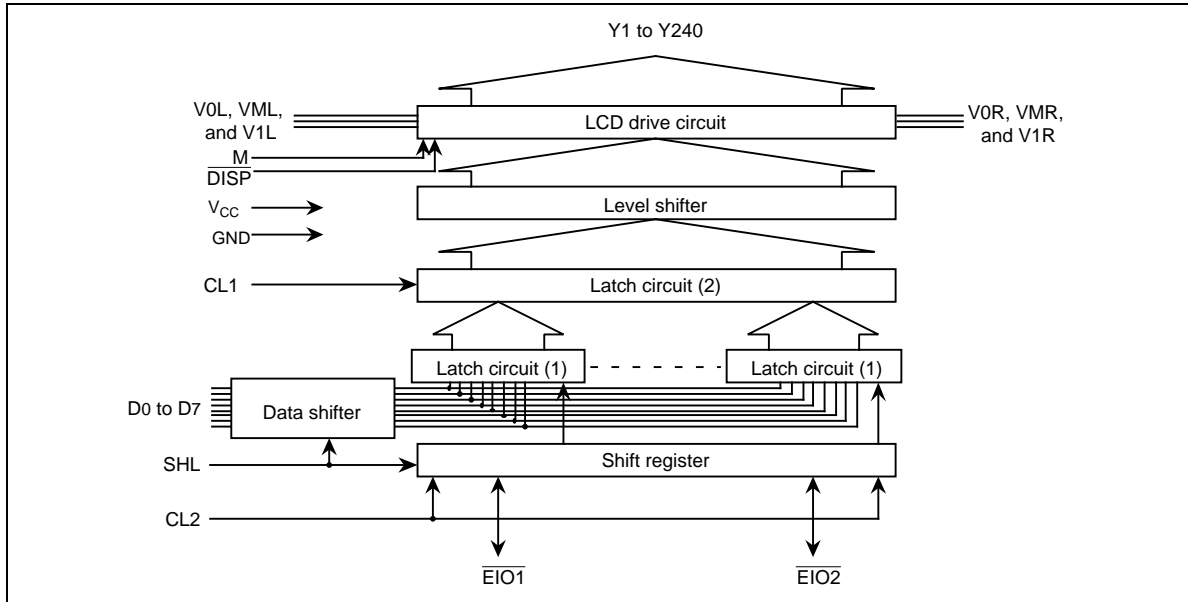 Y1 to Y240
V0L, VML,
and V1L
LCD drive circuit
V0R, VMR,
and V1R
M
DISP
Level shifter
VCC
GND
CL1
Latch circuit (2)
Latch circuit (1)
Latch circuit (1)
D0 to D7
Data shifter
SHL
Shift register
CL2
EIO1
EIO2